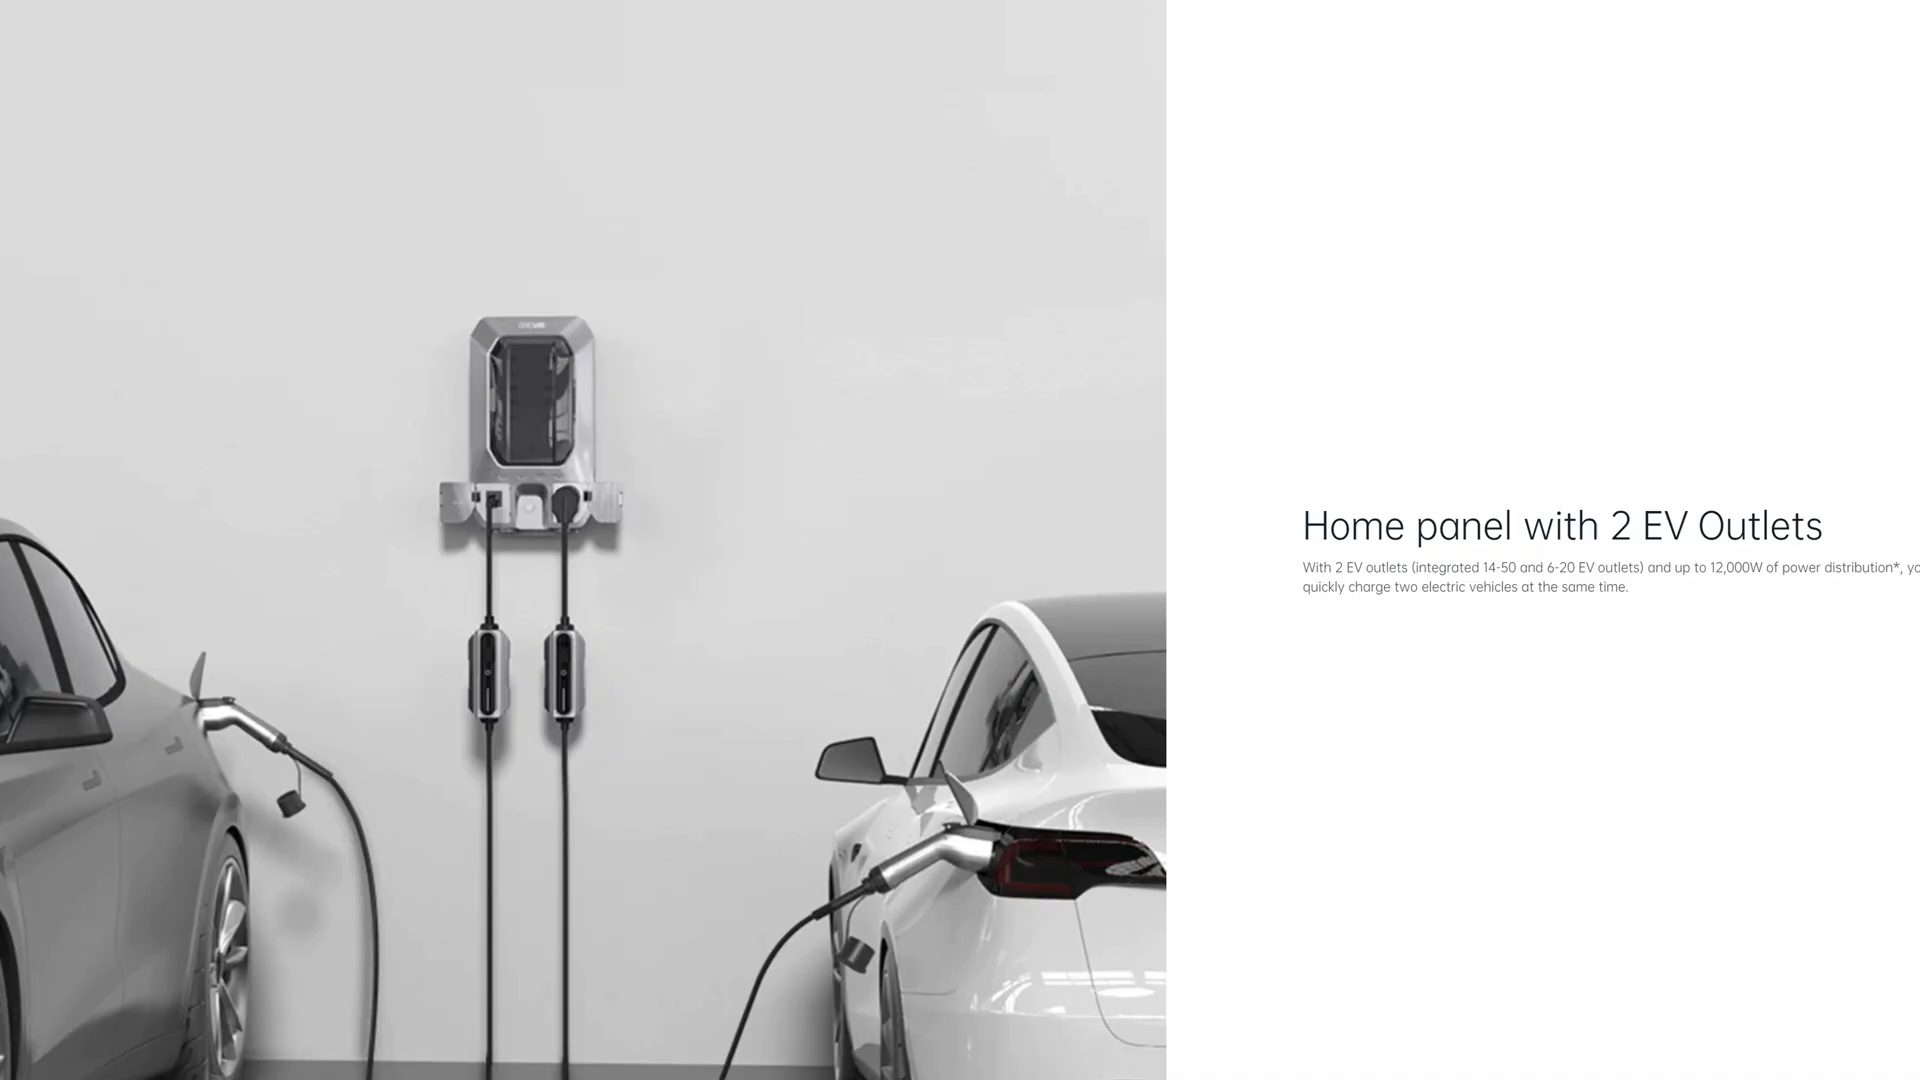 Home panel with 2 EV Outlets
With 2 EV outlets (integrated 14-50 and 6-20 EV outlets) and up to 12,000W of power distribution*,
quickly charge two electric vehicles at the same time.